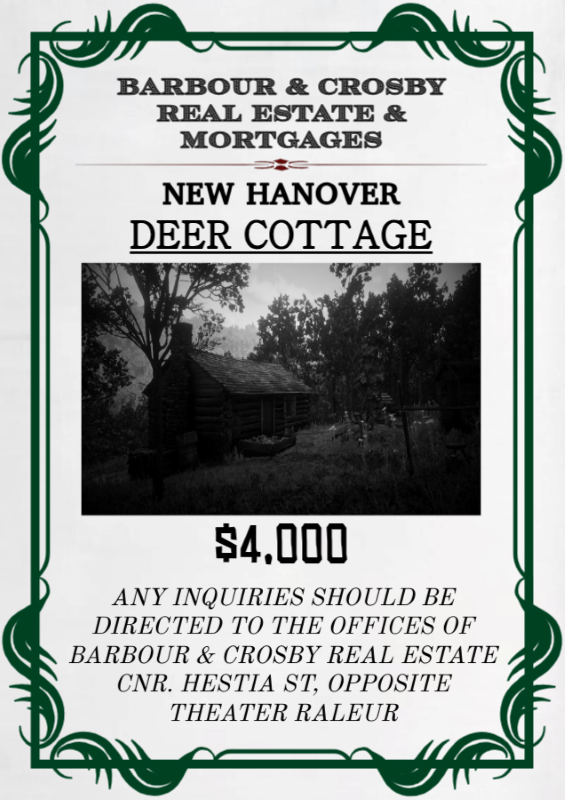 BARBOUR & CROSBY
REAL ESTATE &
MORTGAGES
NEW HANOVER
DEER COTTAGE
$4,000
ANY INQUIRIES SHOULD BE
DIRECTED TO THE OFFICES OF
BARBOUR & CROSBY REAL ESTATE
CNR. HESTIA ST, OPPOSITE
THEATER RALEUR